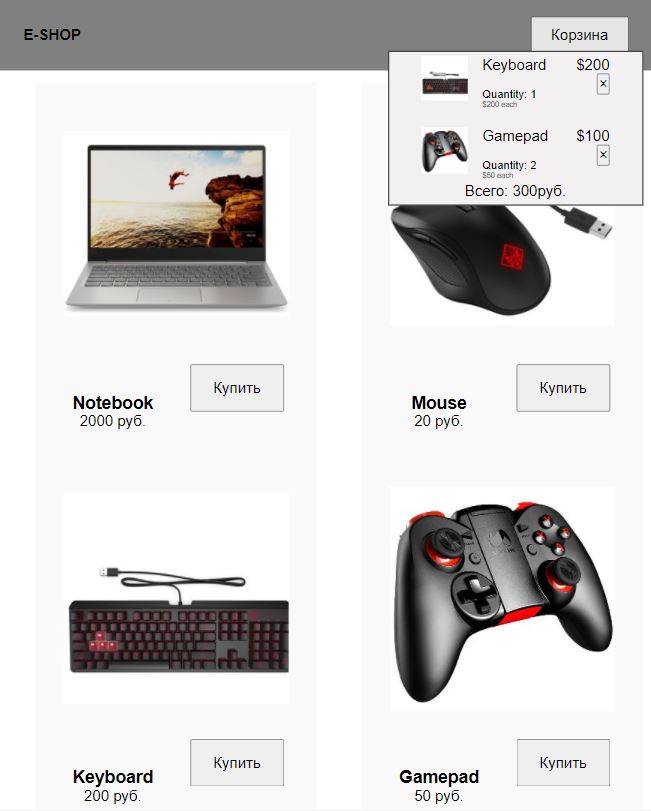 E-SHOP
Корзина
Keyboard $200
×
Quantity: 1
$200 each
Gamepad $100
×
Quantity: 2
$50 each
Всего: 300руб.
Notebook
2000 руб.
Купить
Mouse
20 руб.
Купить
Keyboard
200 руб.
Купить
Gamepad
50 руб.
Купить